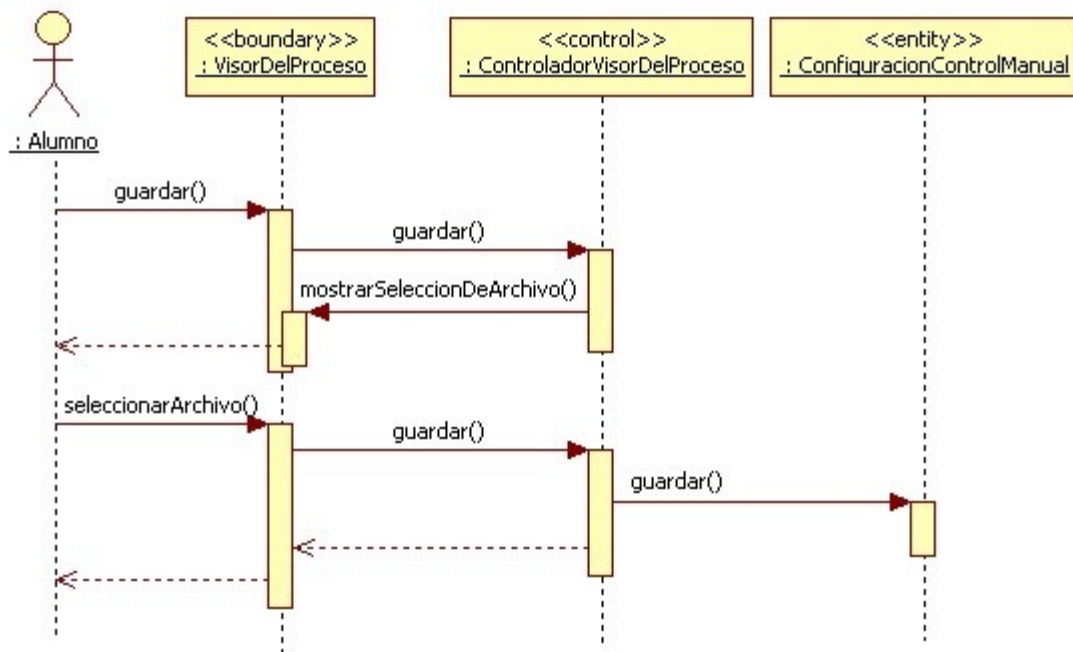 <<boundary>>
: VisorDelProceso
<<control>>
: ControladorVisorDelProceso
<<entity>>
: ConfiguracionControlManual
: Alumno
guardar()
guardar()
mostrarSeleccionDeArchivo()
seleccionarArchivo()
guardar()
guardar()